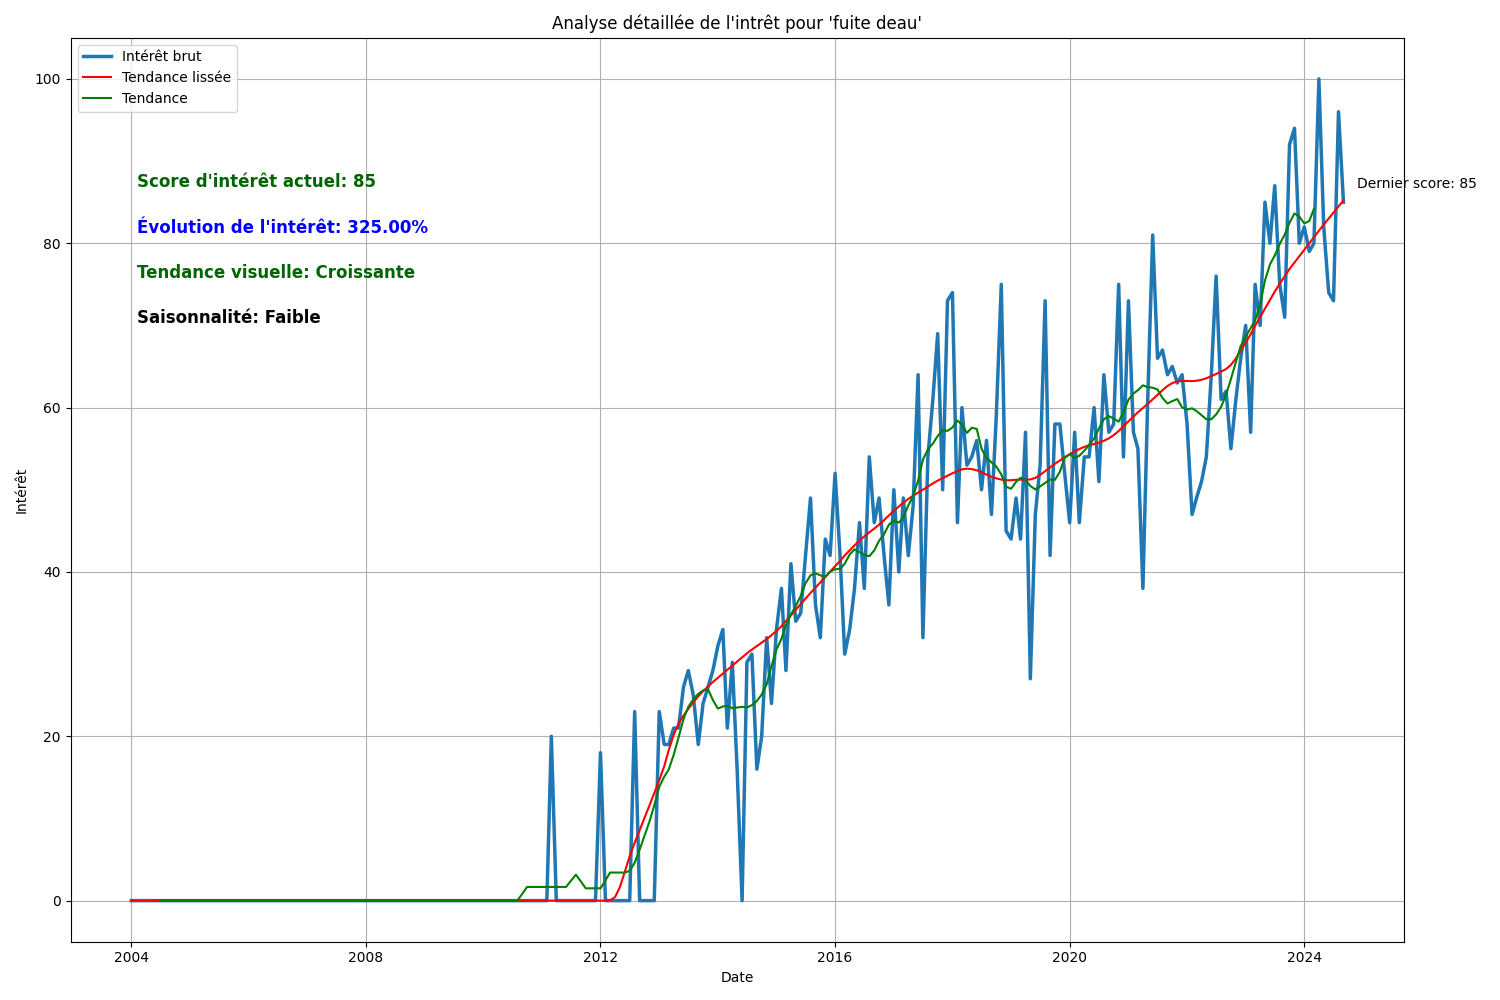 Analyse détaillée de l'intrêt pour 'fuite deau'
Intérêt brut
Tendance lissée
Tendance
Score d'intérêt actuel: 85
Évolution de l'intérêt: 325.00%
Tendance visuelle: Croissante
Saisonnalité: Faible
Dernier score: 85
Intérêt
100
80
60
40
20
0
2004
2008
2012
2016
2020
2024
Date